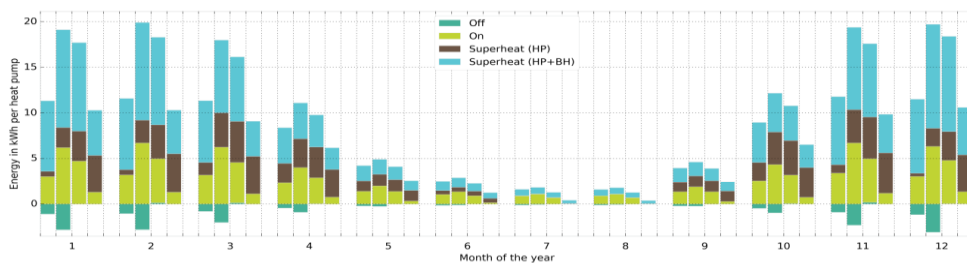 Energy in kWh per heat pump
20
15
10
5
0
Off
On
Superheat (HP)
Superheat (HP+BH)
1 2 3 4 5 6 7 8 9 10 11 12
Month of the year